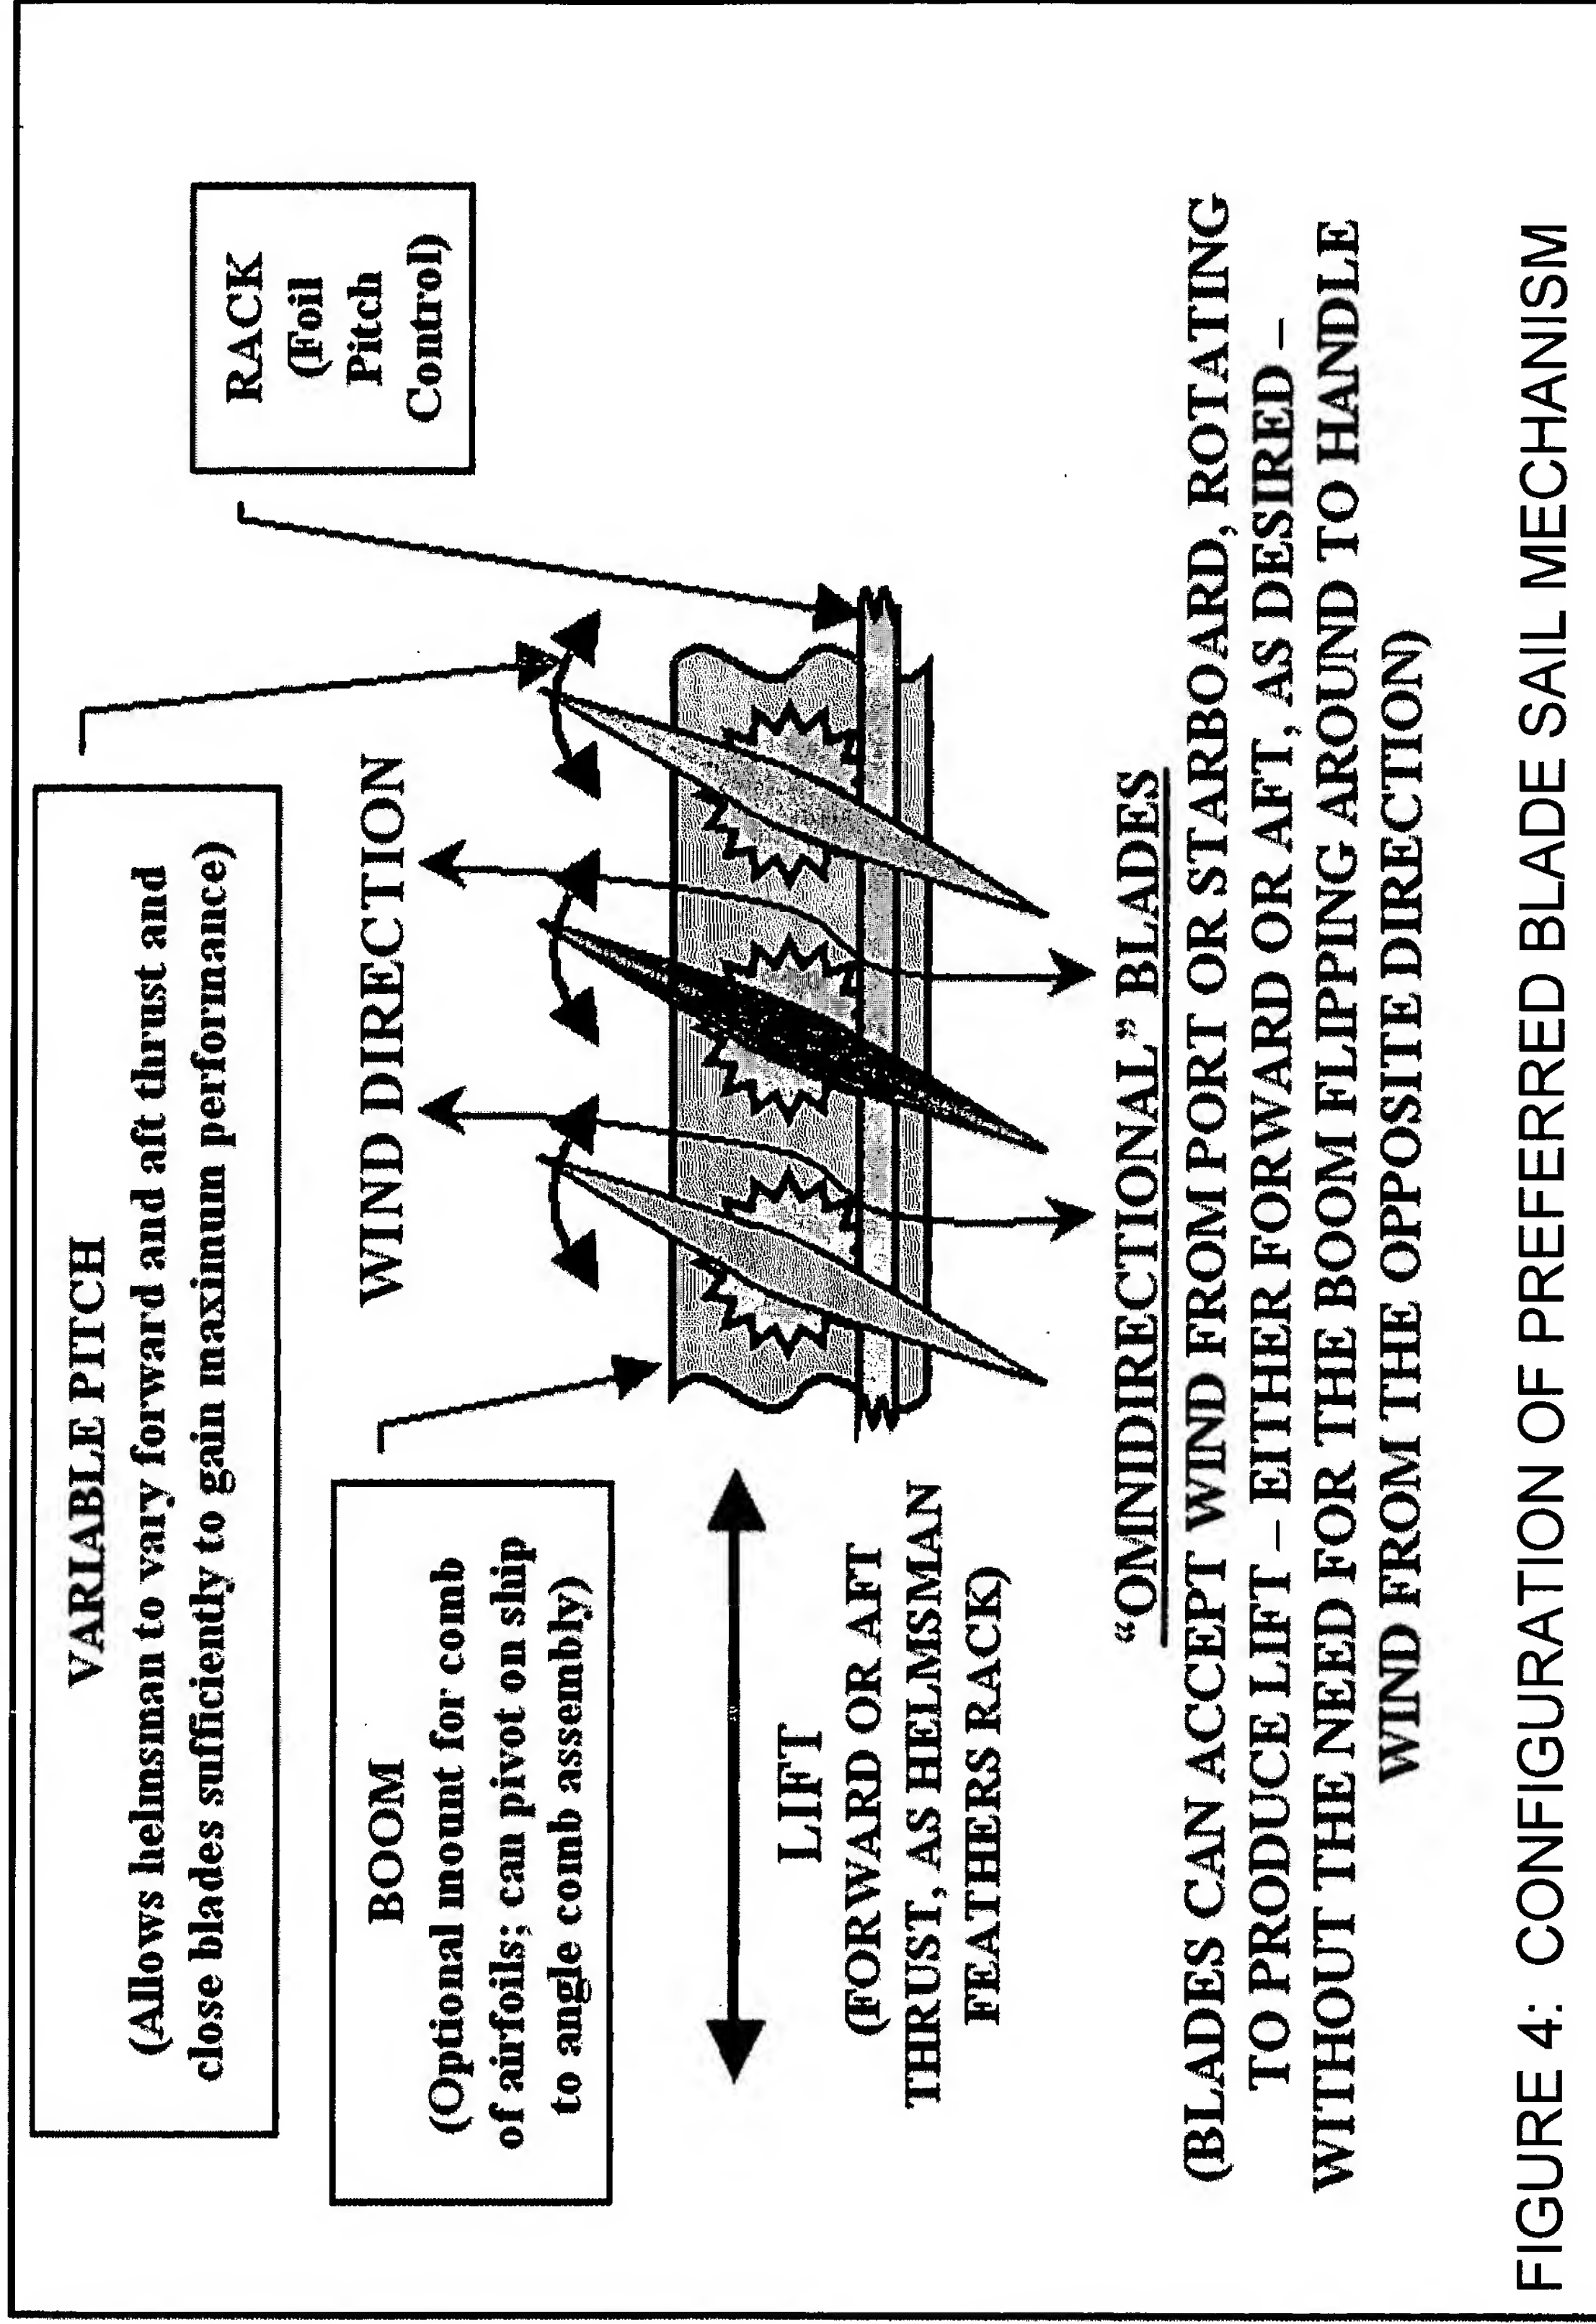 VARIABLE PITCH
(Allows helmsman to vary forward and aft thrust and
close blades sufficiently to gain maximum performance)
RACK
(Foil
Pitch
Control)
BOOM
(Optional mount for comb
of airfoils; can pivot on ship
to angle comb assembly)
WIND DIRECTION
LIFT
(FORWARD OR AFT
THRUST, AS HELMSMAN
FEATHERS RACK)
“OMNIDIRECTIONAL” BLADES
(BLADES CAN ACCEPT WIND FROM PORT OR STARBOARD, ROTATING
TO PRODUCE LIFT – EITHER FORWARD OR AFT, AS DESIRED –
WITHOUT THE NEED FOR THE BOOM FLIPPING AROUND TO HANDLE
WIND FROM THE OPPOSITE DIRECTION)
FIGURE 4: CONFIGURATION OF PREFERRED BLADE SAIL MECHANISM